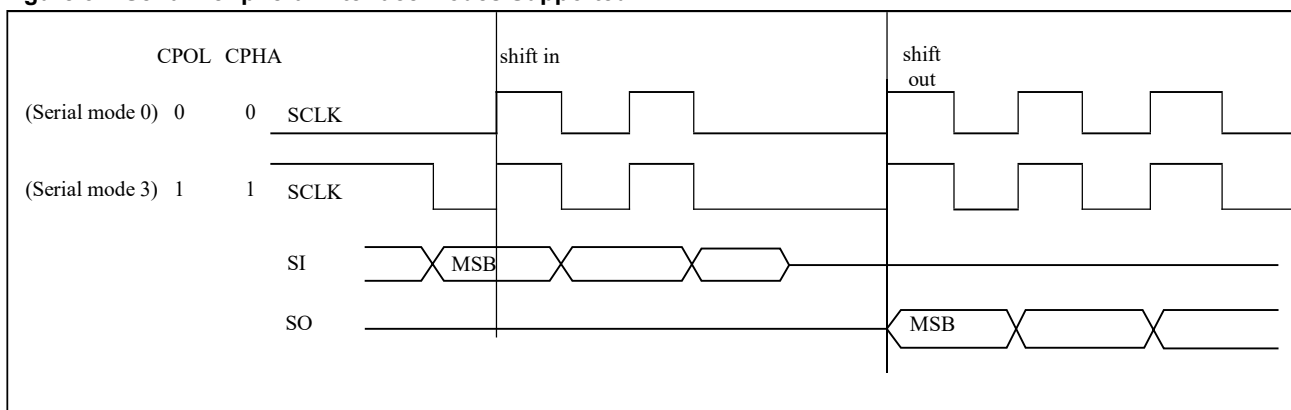 CPOL CPHA shift in shift
out
(Serial mode 0) 0 0 SCLK
(Serial mode 3) 1 1 SCLK
SI MSB
SO MSB